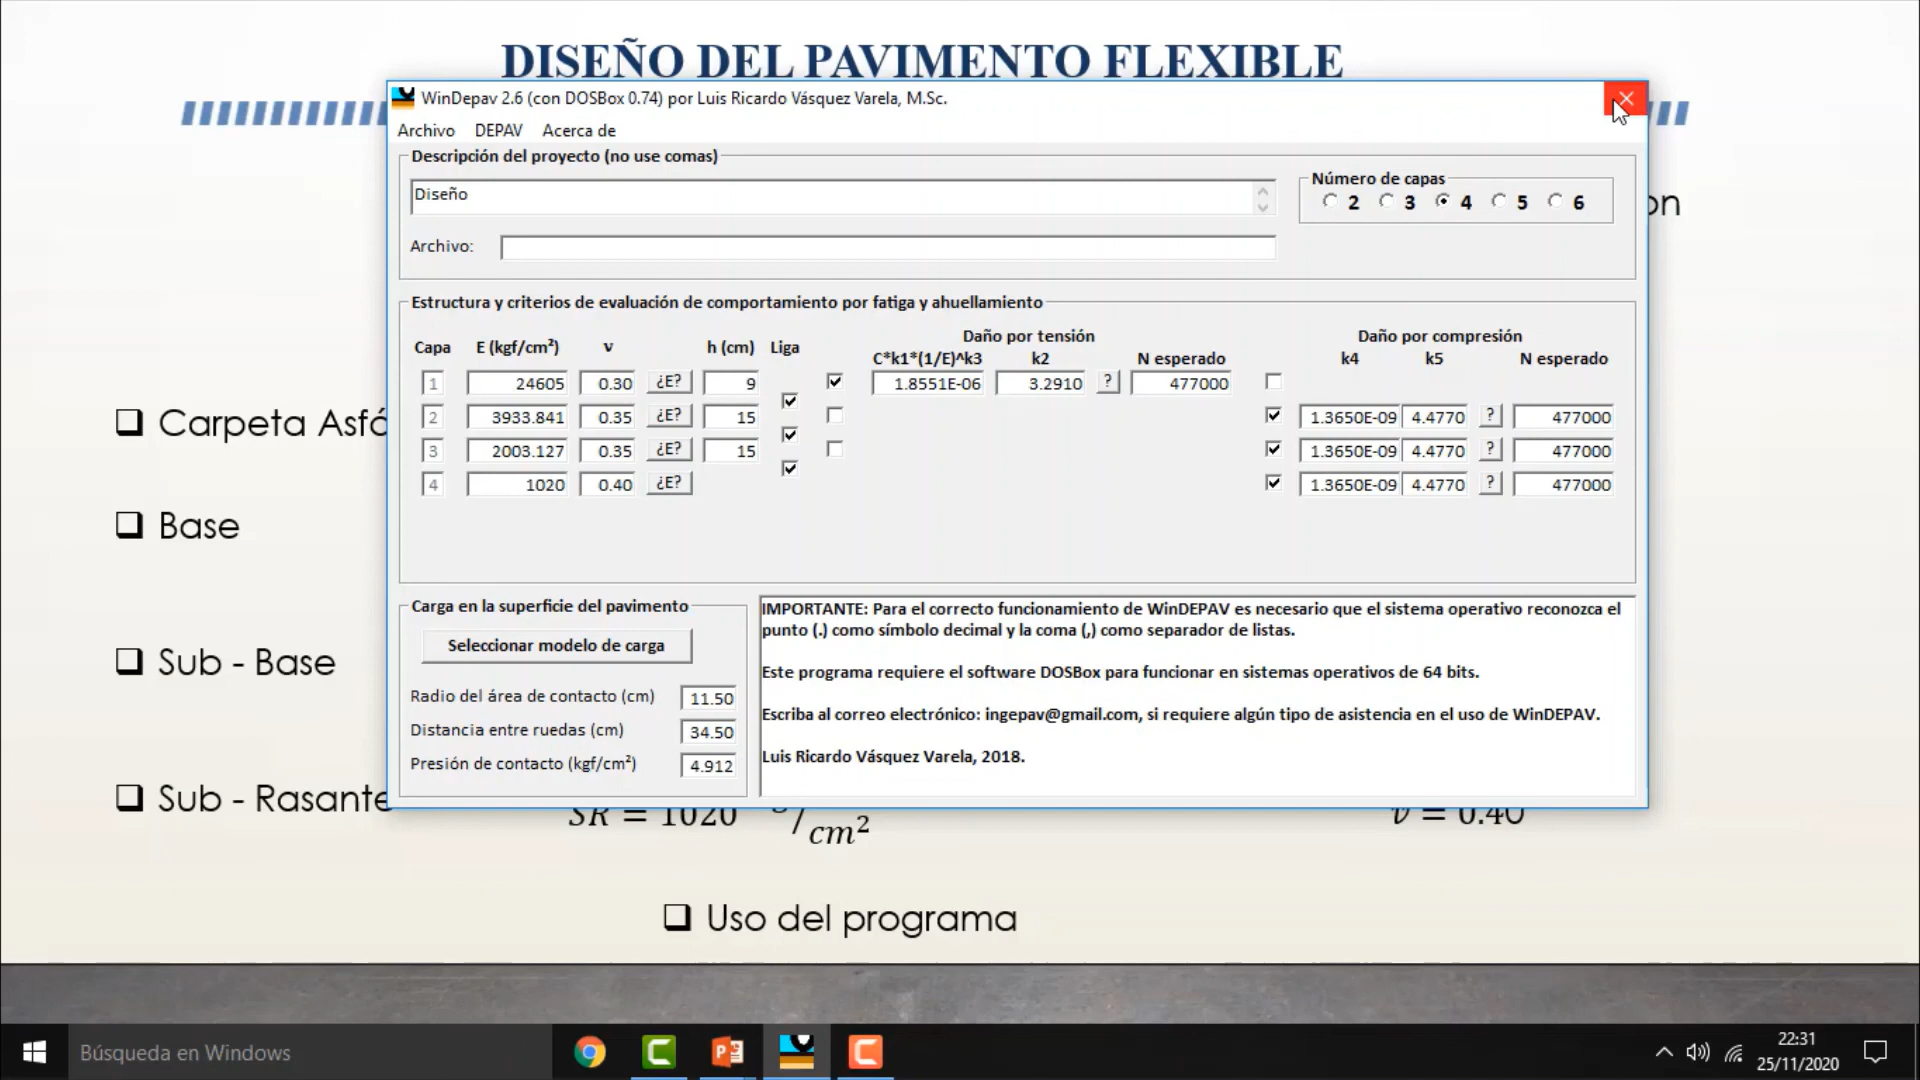 DISEÑO DEL PAVIMENTO FLEXIBLE
WinDepav 2.6 (con DOSBox 0.74) por Luis Ricardo Vásquez Varela, M.Sc.
Archivo DEPAV Acerca de
Descripción del proyecto (no use comas)
Diseño
Número de capas
2 3 4 5 6
on
Archivo:
Estructura y criterios de evaluación de comportamiento por fatiga y ahuellamiento
Daño por tensión Daño por compresión
Capa E (kgf/cm²) ν h (cm) Liga C*k1*(1/E)^k3 k2 N esperado k4 k5 N esperado
1 24605 0.30 ¿E? 9 1.8551E-06 3.2910 ? 477000
2 3933.841 0.35 ¿E? 15 1.3650E-09 4.4770 ? 477000
3 2003.127 0.35 ¿E? 15 1.3650E-09 4.4770 ? 477000
4 1020 0.40 ¿E? 1.3650E-09 4.4770 ? 477000
Carpeta Asfá
Base
Sub - Base
Sub - Rasante
Carga en la superficie del pavimento
Seleccionar modelo de carga
Radio del área de contacto (cm) 11.50
Distancia entre ruedas (cm) 34.50
Presión de contacto (kgf/cm²) 4.912
IMPORTANTE: Para el correcto funcionamiento de WinDEPAV es necesario que el sistema operativo reconozca el
punto (.) como símbolo decimal y la coma (,) como separador de listas.
Este programa requiere el software DOSBox para funcionar en sistemas operativos de 64 bits.
Escriba al correo electrónico: ingepav@gmail.com, si requiere algún tipo de asistencia en el uso de WinDEPAV.
Luis Ricardo Vásquez Varela, 2018.
SR = 1020 /cm² v = 0.40
Uso del programa
Búsqueda en Windows
22:31
25/11/2020